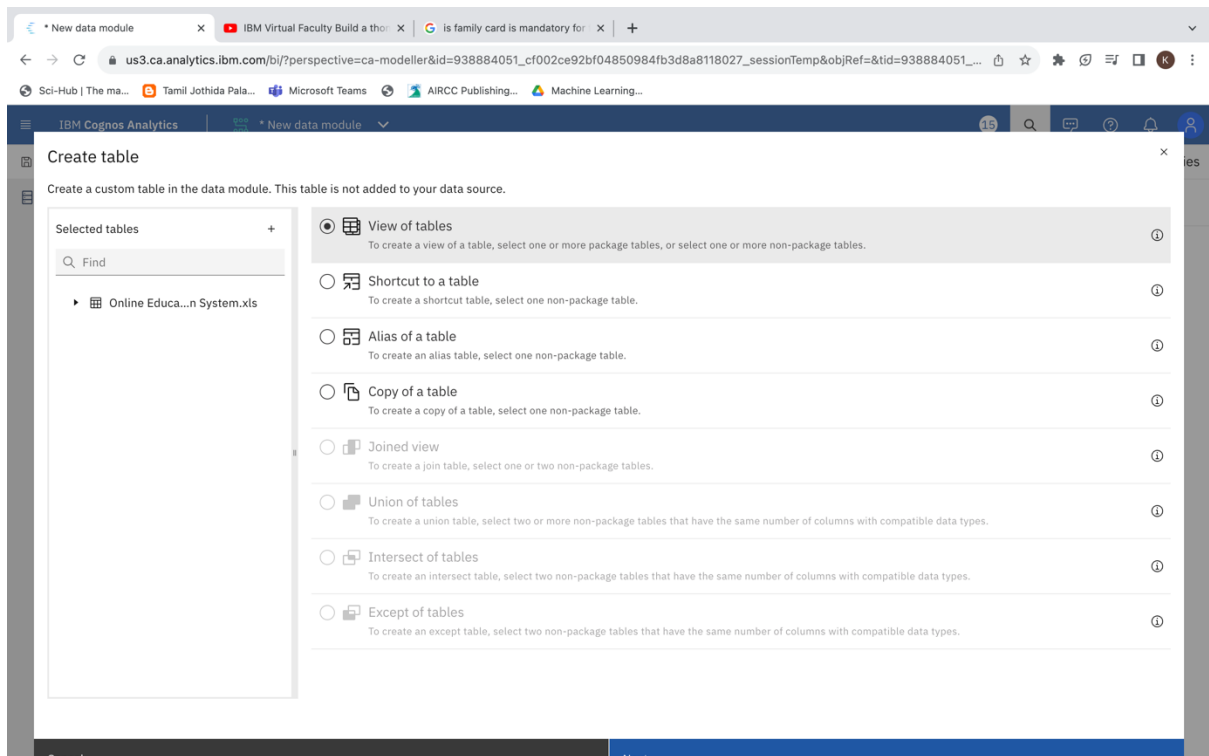 * New data module
IBM Virtual Faculty Build a thor
is family card is mandatory for
us3.ca.analytics.ibm.com/bi/?perspective=ca-modeller&id=938884051_cf002ce92bf04850984fb3d8a8118027_sessionTemp&objRef=&tid=938884051_...
K
Sci-Hub | The ma... Tamil Jothida Pala... Microsoft Teams AIRCC Publishing... Machine Learning...
IBM Cognos Analytics * New data module 15
Create table
ies
Create a custom table in the data module. This table is not added to your data source.
Selected tables +
Find
Online Educa...n System.xls
View of tables
To create a view of a table, select one or more package tables, or select one or more non-package tables.
Shortcut to a table
To create a shortcut table, select one non-package table.
Alias of a table
To create an alias table, select one non-package table.
Copy of a table
To create a copy of a table, select one non-package table.
Joined view
To create a join table, select one or two non-package tables.
Union of tables
To create a union table, select two or more non-package tables that have the same number of columns with compatible data types.
Intersect of tables
To create an intersect table, select two non-package tables that have the same number of columns with compatible data types.
Except of tables
To create an except table, select two non-package tables that have the same number of columns with compatible data types.